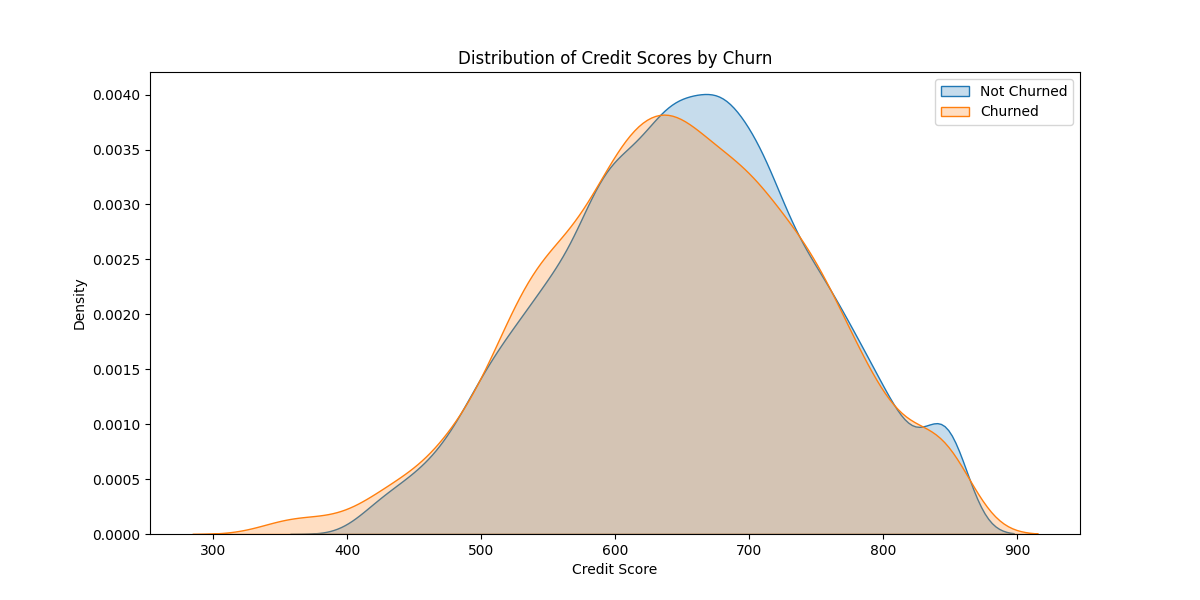 Distribution of Credit Scores by Churn
Not Churned
Churned
0.0040
0.0035
0.0030
0.0025
0.0020
0.0015
0.0010
0.0005
0.0000
Density
300 400 500 600 700 800 900
Credit Score